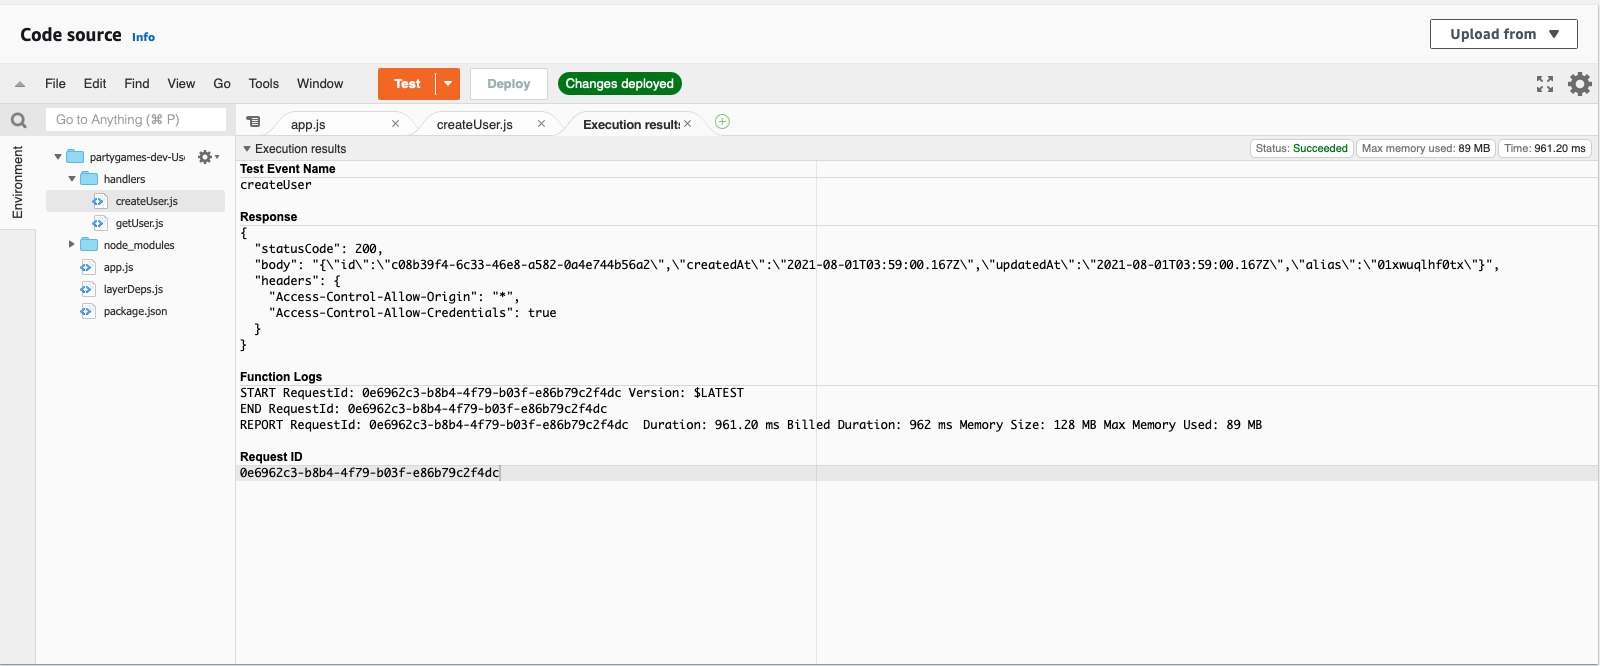 Code source Info
Upload from
File Edit Find View Go Tools Window
Test
Deploy
Changes deployed
Go to Anything (⌘ P)
app.js
createUser.js
Execution results
Environment
partygames-dev-Use
handlers
createUser.js
getUser.js
node_modules
app.js
layerDeps.js
package.json
Execution results
Status: Succeeded
Max memory used: 89 MB
Time: 961.20 ms
Test Event Name
createUser
Response
{
  "statusCode": 200,
  "body": "{\"id\":\"c08b39f4-6c33-46e8-a582-0a4e744b56a2\",\"createdAt\":\"2021-08-01T03:59:00.167Z\",\"updatedAt\":\"2021-08-01T03:59:00.167Z\",\"alias\":\"01xwuqlhf0tx\"}",
  "headers": {
    "Access-Control-Allow-Origin": "*",
    "Access-Control-Allow-Credentials": true
  }
}
Function Logs
START RequestId: 0e6962c3-b8b4-4f79-b03f-e86b79c2f4dc Version: $LATEST
END RequestId: 0e6962c3-b8b4-4f79-b03f-e86b79c2f4dc
REPORT RequestId: 0e6962c3-b8b4-4f79-b03f-e86b79c2f4dc  Duration: 961.20 ms Billed Duration: 962 ms Memory Size: 128 MB Max Memory Used: 89 MB
Request ID
0e6962c3-b8b4-4f79-b03f-e86b79c2f4dc